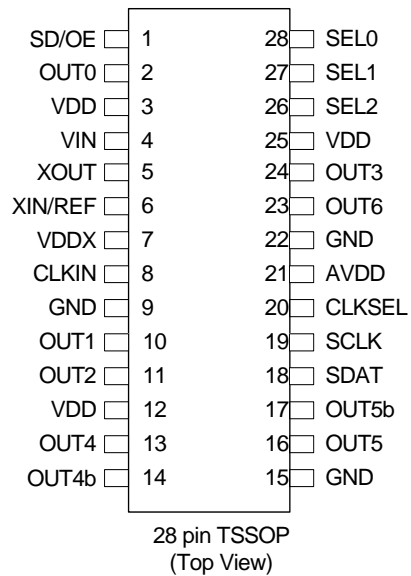 SD/OE 1 28 SEL0
OUT0 2 27 SEL1
VDD 3 26 SEL2
VIN 4 25 VDD
XOUT 5 24 OUT3
XIN/REF 6 23 OUT6
VDDX 7 22 GND
CLKIN 8 21 AVDD
GND 9 20 CLKSEL
OUT1 10 19 SCLK
OUT2 11 18 SDAT
VDD 12 17 OUT5b
OUT4 13 16 OUT5
OUT4b 14 15 GND
28 pin TSSOP
(Top View)